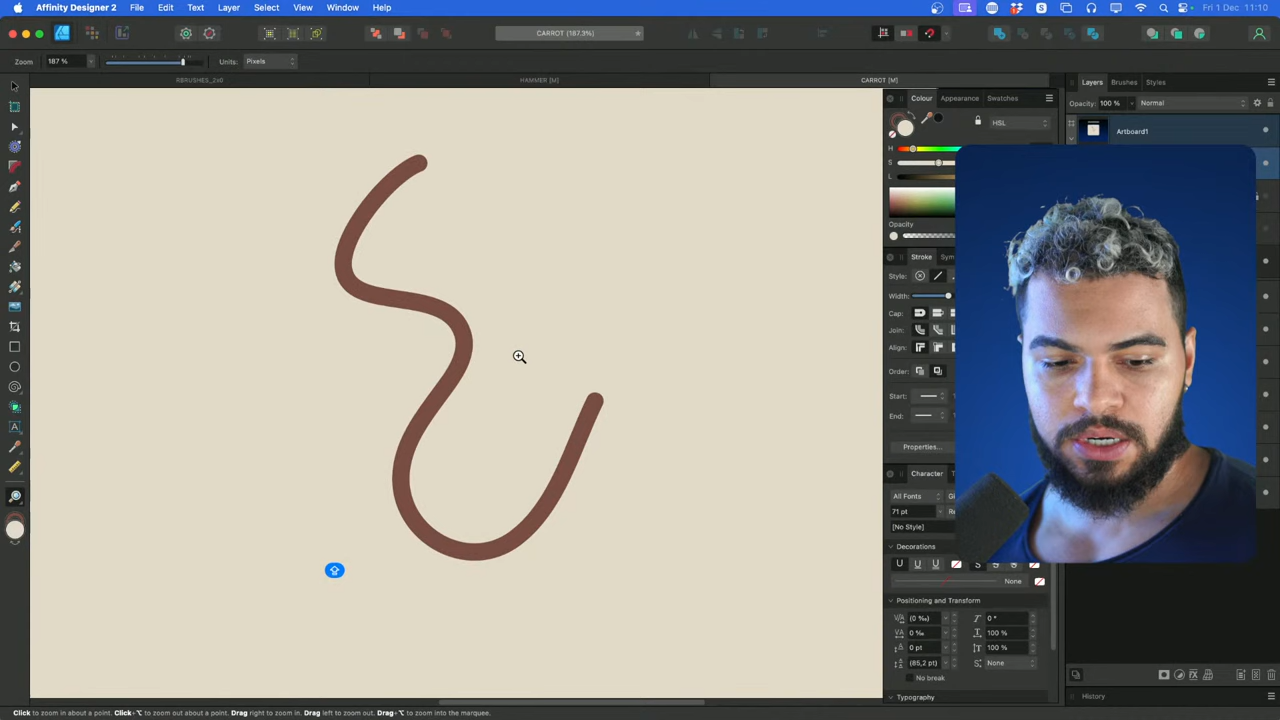 Affinity Designer 2 File Edit Text Layer Select View Window Help Fri 1 Dec 11:10
CARROT (187.3%)
Zoom 187 % Units: Pixels
RBRUSHES_2x0 HAMMER [M] CARROT [M]
Colour Appearance Swatches
HSL
H
S
L
Opacity
Stroke Sym
Style:
Width:
Cap:
Join:
Align:
Order:
Start:
End:
Properties...
Character
All Fonts
71 pt
[No Style]
Decorations
None
Positioning and Transform
(0 ‰) 0 °
0 ‰ 100 %
0 pt 100 %
(85,2 pt) None
No break
Typography
Layers Brushes Styles
Opacity: 100 % Normal
Artboard1
History
Click to zoom in about a point. Click+⌥ to zoom out about a point. Drag right to zoom in. Drag left to zoom out. Drag+⌥ to zoom into the marquee.